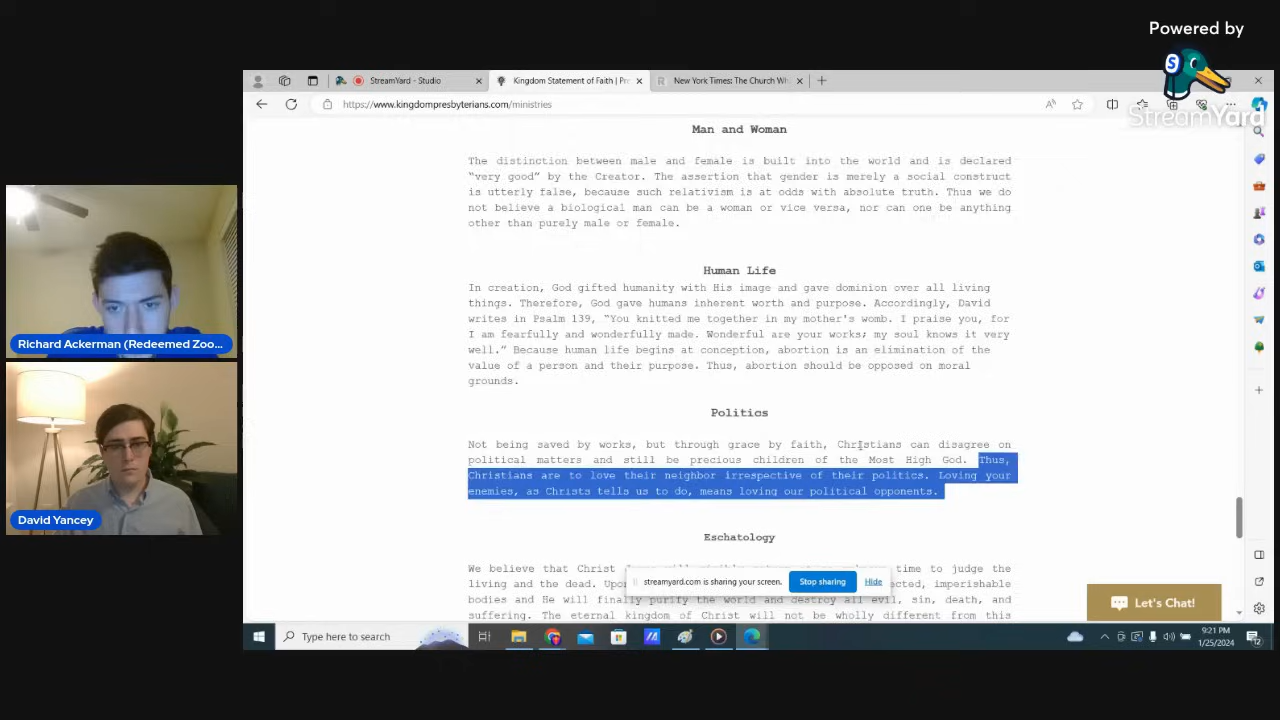 Powered by
StreamYard
StreamYard - Studio
Kingdom Statement of Faith | Pr
New York Times: The Church Wh
https://www.kingdompresbyterians.com/ministries
Man and Woman
The distinction between male and female is built into the world and is declared
“very good” by the Creator. The assertion that gender is merely a social construct
is utterly false, because such relativism is at odds with absolute truth. Thus we do
not believe a biological man can be a woman or vice versa, nor can one be anything
other than purely male or female.
Human Life
In creation, God gifted humanity with His image and gave dominion over all living
things. Therefore, God gave humans inherent worth and purpose. Accordingly, David
writes in Psalm 139, “You knitted me together in my mother's womb. I praise you, for
I am fearfully and wonderfully made. Wonderful are your works; my soul knows it very
well.” Because human life begins at conception, abortion is an elimination of the
value of a person and their purpose. Thus, abortion should be opposed on moral
grounds.
Politics
Not being saved by works, but through grace by faith, Christians can disagree on
political matters and still be precious children of the Most High God. Thus,
Christians are to love their neighbor irrespective of their politics. Loving your
enemies, as Christs tells us to do, means loving our political opponents.
Eschatology
We believe that Christ time to judge the
living and the dead. Upo ected, imperishable
bodies and He will finally purify the world and destroy all evil, sin, death, and
suffering. The eternal kingdom of Christ will not be wholly different from this
streamyard.com is sharing your screen.
Stop sharing
Hide
Let's Chat!
Richard Ackerman (Redeemed Zoo...
David Yancey
Type here to search
9:21 PM
1/25/2024